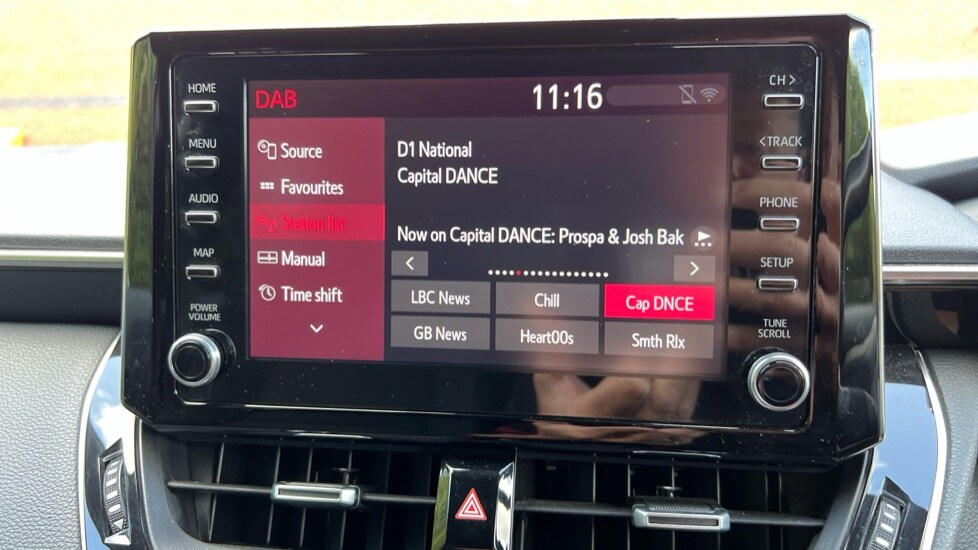 HOME
MENU
AUDIO
MAP
POWER
VOLUME
DAB
11:16
Source
Favourites
Station list
Manual
Time shift
D1 National
Capital DANCE
Now on Capital DANCE: Prospa & Josh Bak
LBC News
Chill
Cap DNCE
GB News
Heart00s
Smth Rlx
CH >
< TRACK
PHONE
SETUP
TUNE
SCROLL